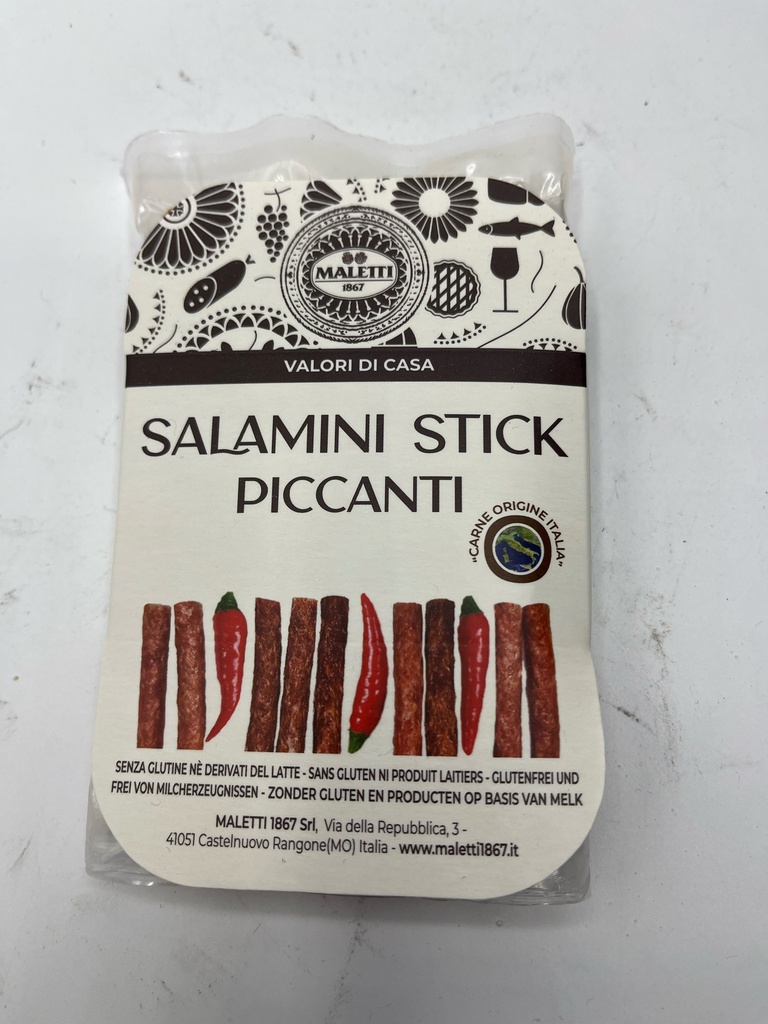 MALETTI
1867
VALORI DI CASA
SALAMINI STICK
PICCANTI
"CARNE ORIGINE ITALIA"
SENZA GLUTINE NÈ DERIVATI DEL LATTE - SANS GLUTEN NI PRODUIT LAITIERS - GLUTENFREI UND
FREI VON MILCHERZEUGNISSEN - ZONDER GLUTEN EN PRODUCTEN OP BASIS VAN MELK
MALETTI 1867 Srl, Via della Repubblica, 3 -
41051 Castelnuovo Rangone(MO) Italia - www.maletti1867.it